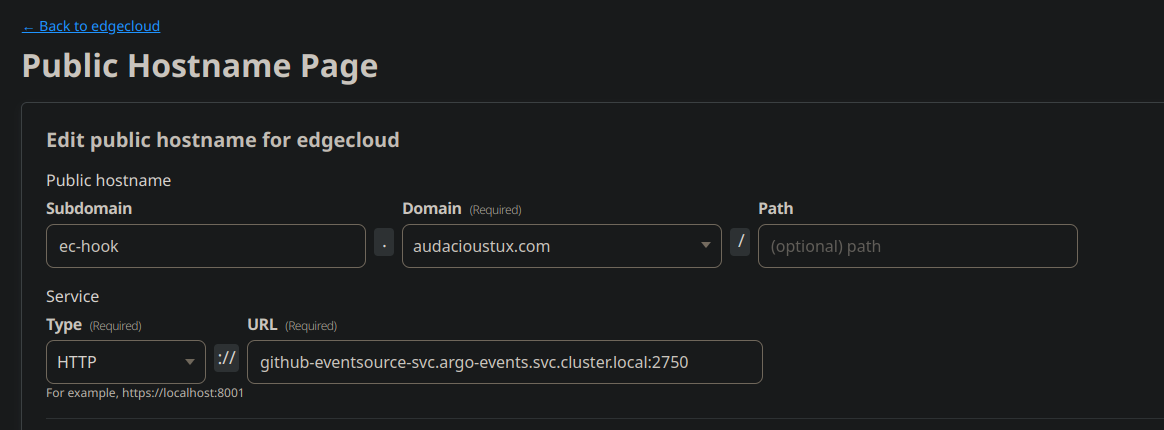 ← Back to edgecloud
Public Hostname Page
Edit public hostname for edgecloud
Public hostname
Subdomain Domain (Required) Path
ec-hook . audacioustux.com / (optional) path
Service
Type (Required) URL (Required)
HTTP :// github-eventsource-svc.argo-events.svc.cluster.local:2750
For example, https://localhost:8001